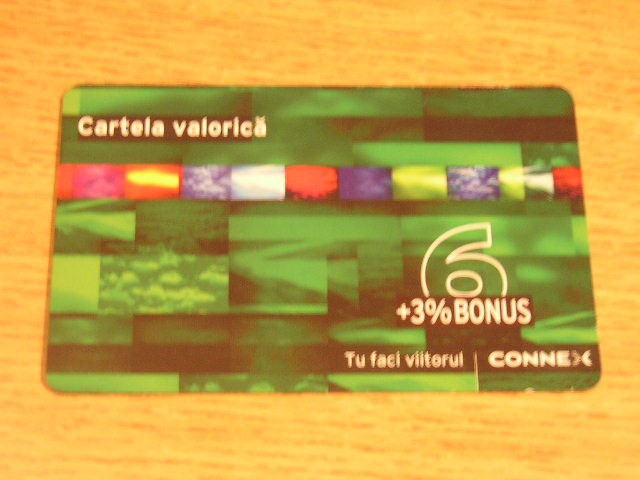 Cartela valorică
6
+3% BONUS
Tu faci viitorul
CONNEX